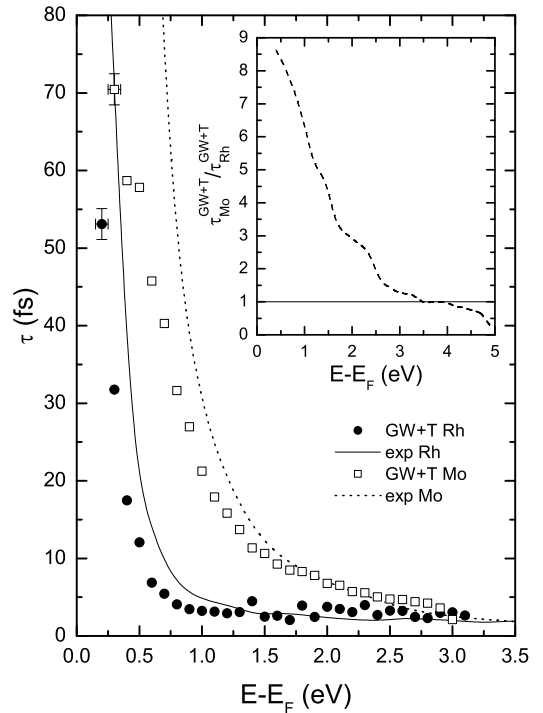 80
70
60
50
40
30
20
10
0
τ (fs)
0.0 0.5 1.0 1.5 2.0 2.5 3.0 3.5
E-E_F (eV)
9
8
7
6
5
4
3
2
1
0
τ_Mo^GW+T/τ_Rh^GW+T
0 1 2 3 4 5
E-E_F (eV)
GW+T Rh
exp Rh
GW+T Mo
exp Mo